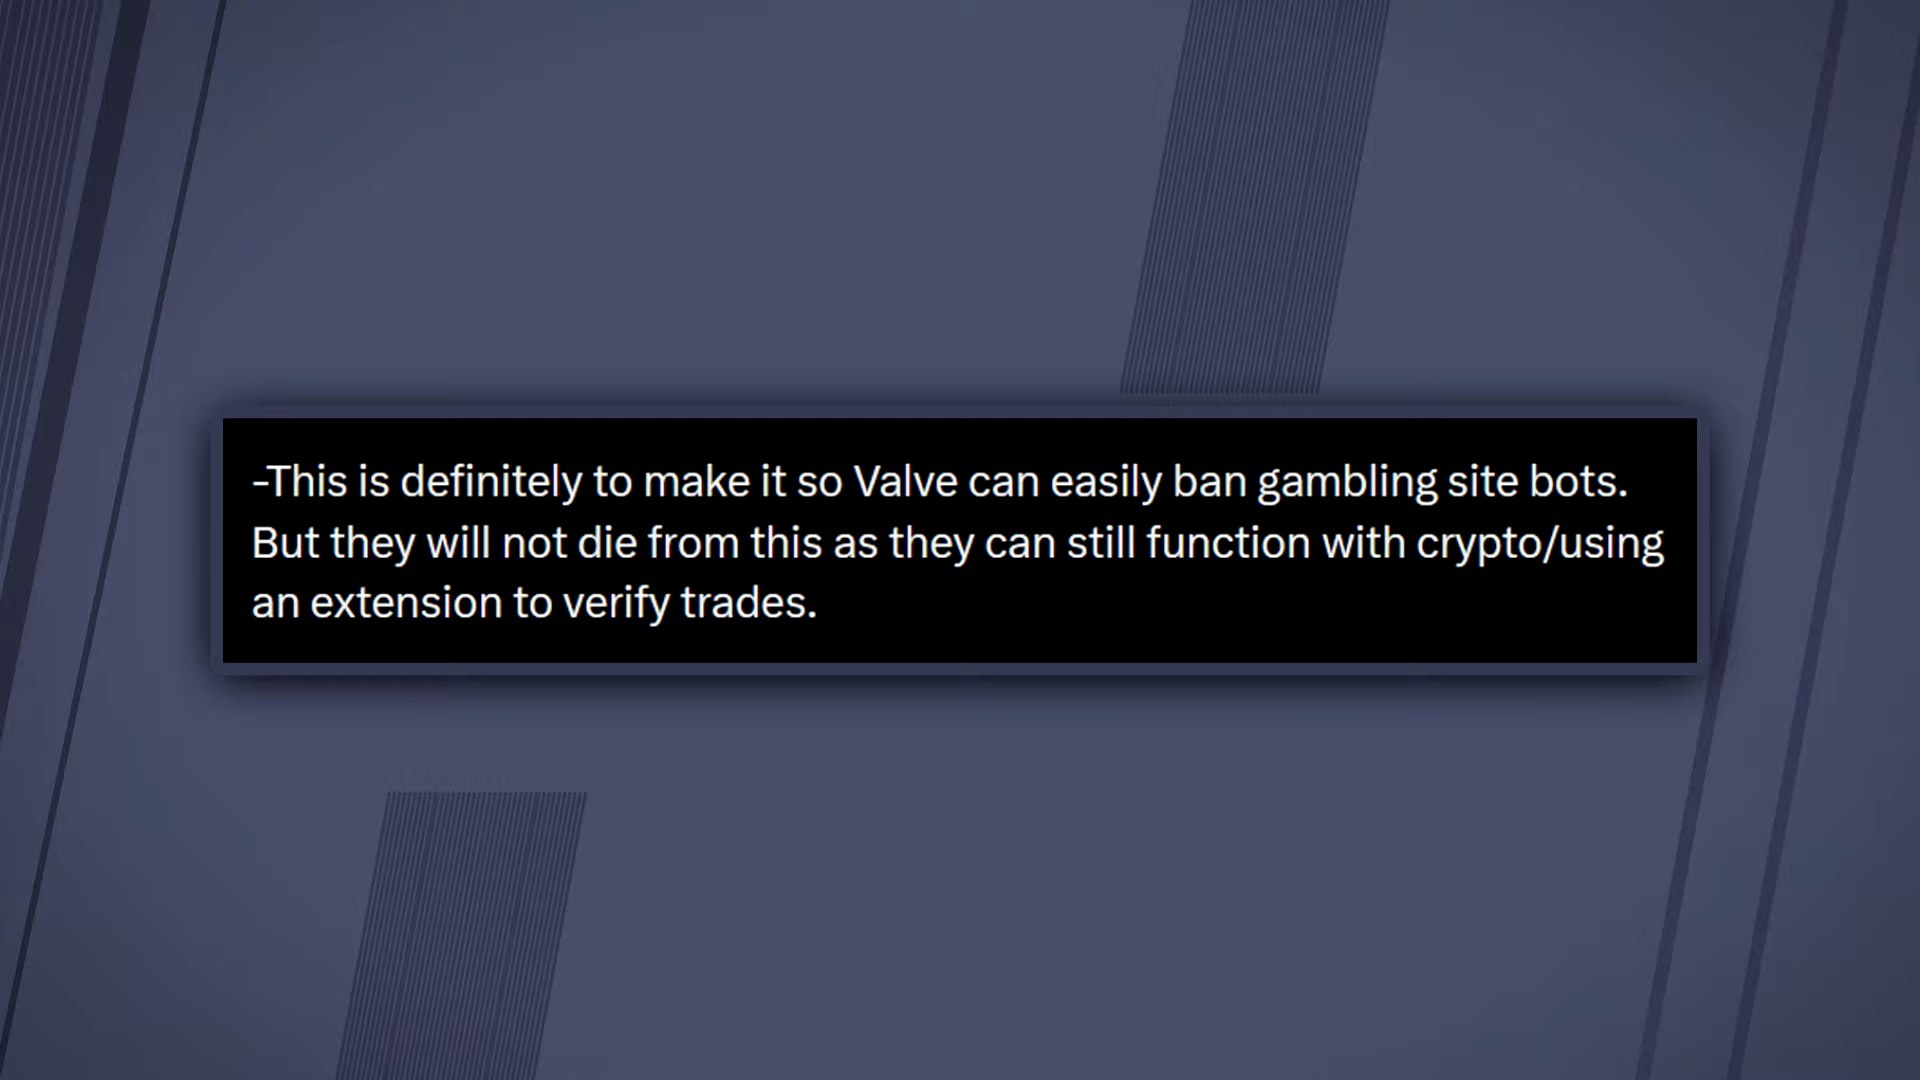 -This is definitely to make it so Valve can easily ban gambling site bots.
But they will not die from this as they can still function with crypto/using
an extension to verify trades.